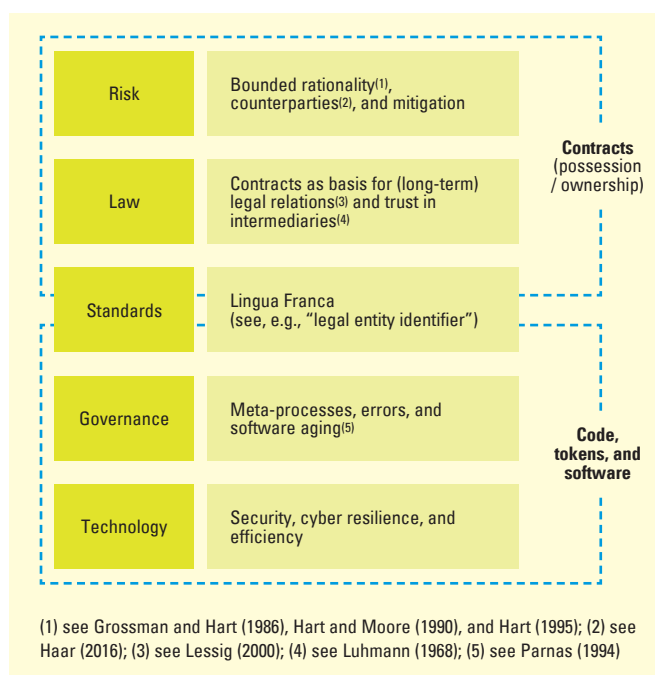 Risk
Bounded rationality(1),
counterparties(2), and mitigation
Contracts
(possession
/ ownership)
Law
Contracts as basis for (long-term)
legal relations(3) and trust in
intermediaries(4)
Standards
Lingua Franca
(see, e.g., “legal entity identifier”)
Governance
Meta-processes, errors, and
software aging(5)
Code,
tokens, and
software
Technology
Security, cyber resilience, and
efficiency
(1) see Grossman and Hart (1986), Hart and Moore (1990), and Hart (1995); (2) see
Haar (2016); (3) see Lessig (2000); (4) see Luhmann (1968); (5) see Parnas (1994)